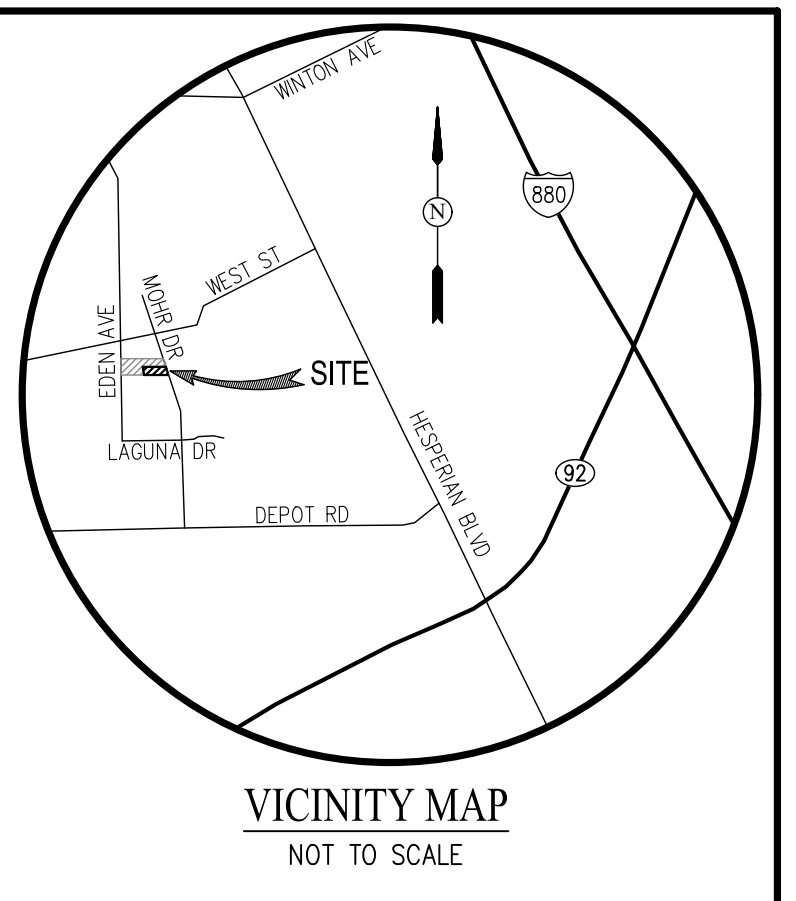 WINTON AVE
880
N
WEST ST
MOHR DR
EDEN AVE
SITE
HESPERIAN BLVD
LAGUNA DR
92
DEPOT RD
VICINITY MAP
NOT TO SCALE